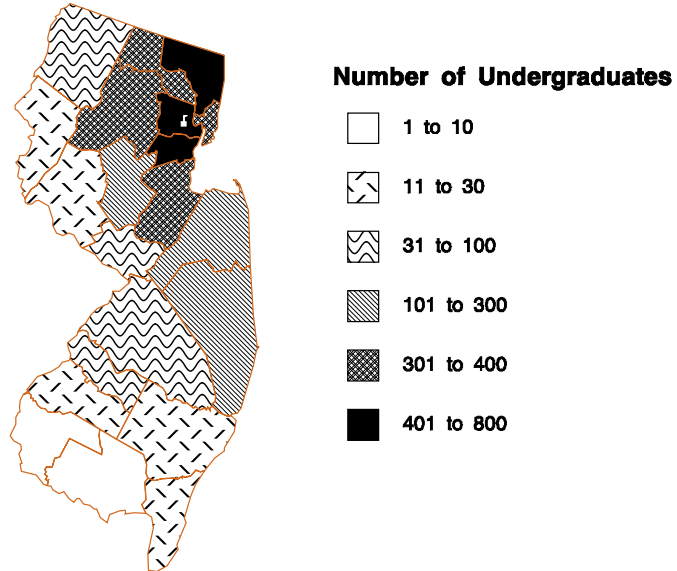 Number of Undergraduates
1 to 10
11 to 30
31 to 100
101 to 300
301 to 400
401 to 800